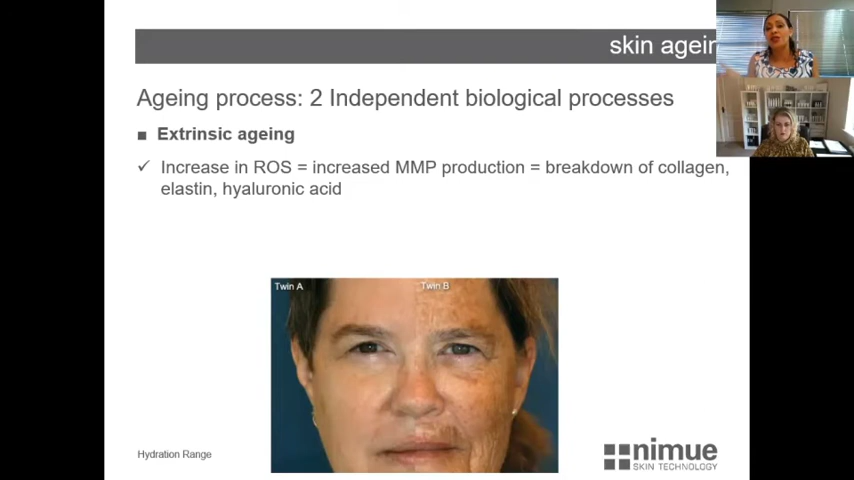 skin agein
Ageing process: 2 Independent biological processes
■ Extrinsic ageing
✓ Increase in ROS = increased MMP production = breakdown of collagen,
elastin, hyaluronic acid
Twin A
Twin B
Hydration Range
nimue
SKIN TECHNOLOGY